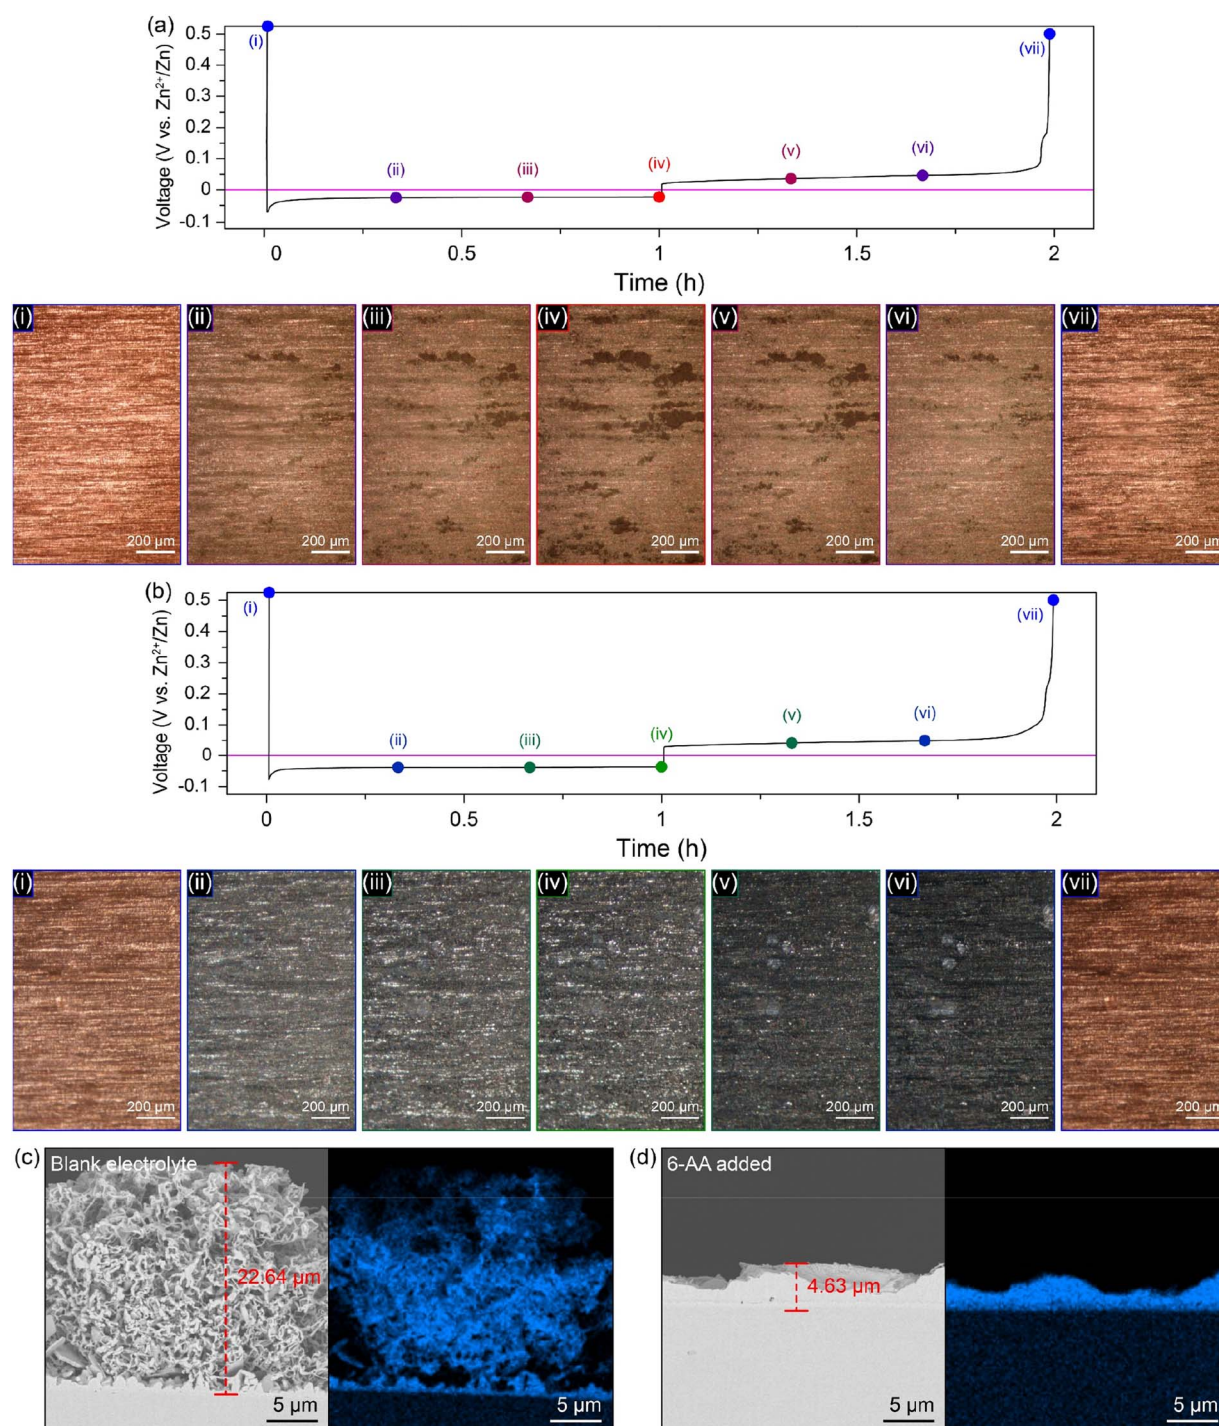 (a)
Voltage (V vs. Zn²⁺/Zn)
0.5
0.4
0.3
0.2
0.1
0
-0.1
(i)
(ii)
(iii)
(iv)
(v)
(vi)
(vii)
0 0.5 1 1.5 2
Time (h)
(i) (ii) (iii) (iv) (v) (vi) (vii)
200 μm 200 μm 200 μm 200 μm 200 μm 200 μm 200 μm
(b)
Voltage (V vs. Zn²⁺/Zn)
0.5
0.4
0.3
0.2
0.1
0
-0.1
(i)
(ii)
(iii)
(iv)
(v)
(vi)
(vii)
0 0.5 1 1.5 2
Time (h)
(i) (ii) (iii) (iv) (v) (vi) (vii)
200 μm 200 μm 200 μm 200 μm 200 μm 200 μm 200 μm
(c)
Blank electrolyte
22.64 μm
5 μm 5 μm
(d)
6-AA added
4.63 μm
5 μm 5 μm